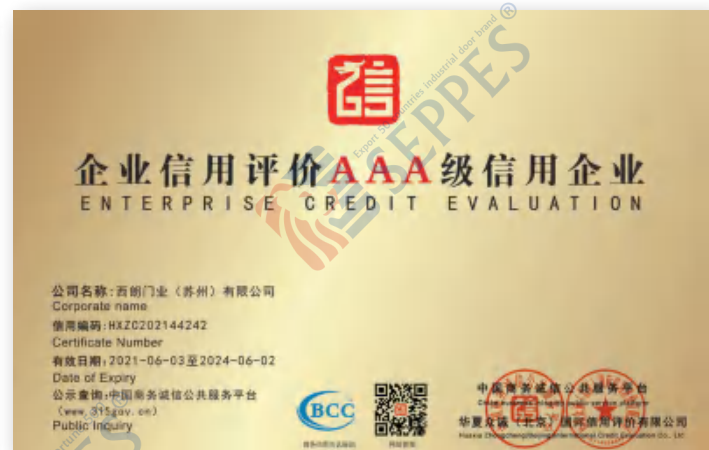 Export 50 countries industrial door brand
SEPPES®
信
企业信用评价AAA级信用企业
ENTERPRISE CREDIT EVALUATION
公司名称:西朗门业(苏州)有限公司
Corporate name
信用编码:HXZC202144242
Certificate Number
有效日期:2021-06-03至2024-06-02
Date of Expiry
公示查询:中国商务诚信公共服务平台
(www.315gov.cn)
Public Inquiry
BCC
中国商务诚信公共服务平台
华夏众诚(北京)国际信用评价有限公司